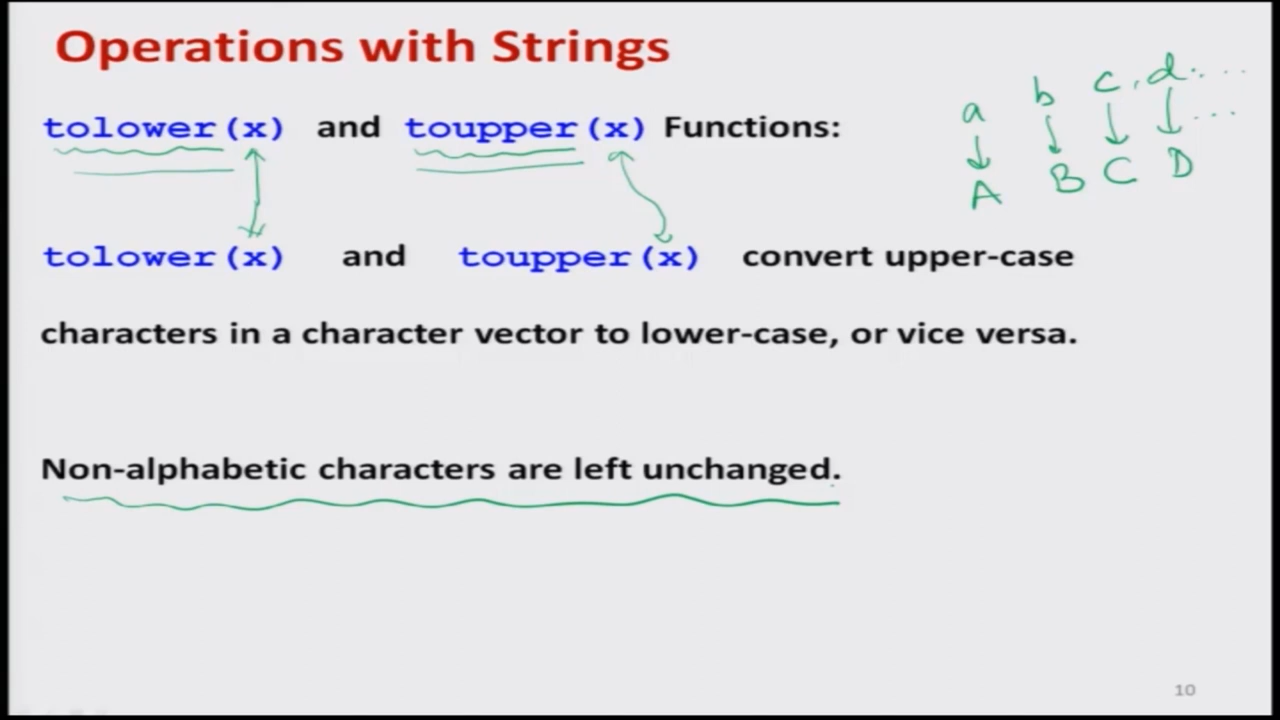 Operations with Strings
tolower(x) and toupper(x) Functions:
a b c, d. ...
...
A B C D
tolower(x) and toupper(x) convert upper-case
characters in a character vector to lower-case, or vice versa.
Non-alphabetic characters are left unchanged.
10